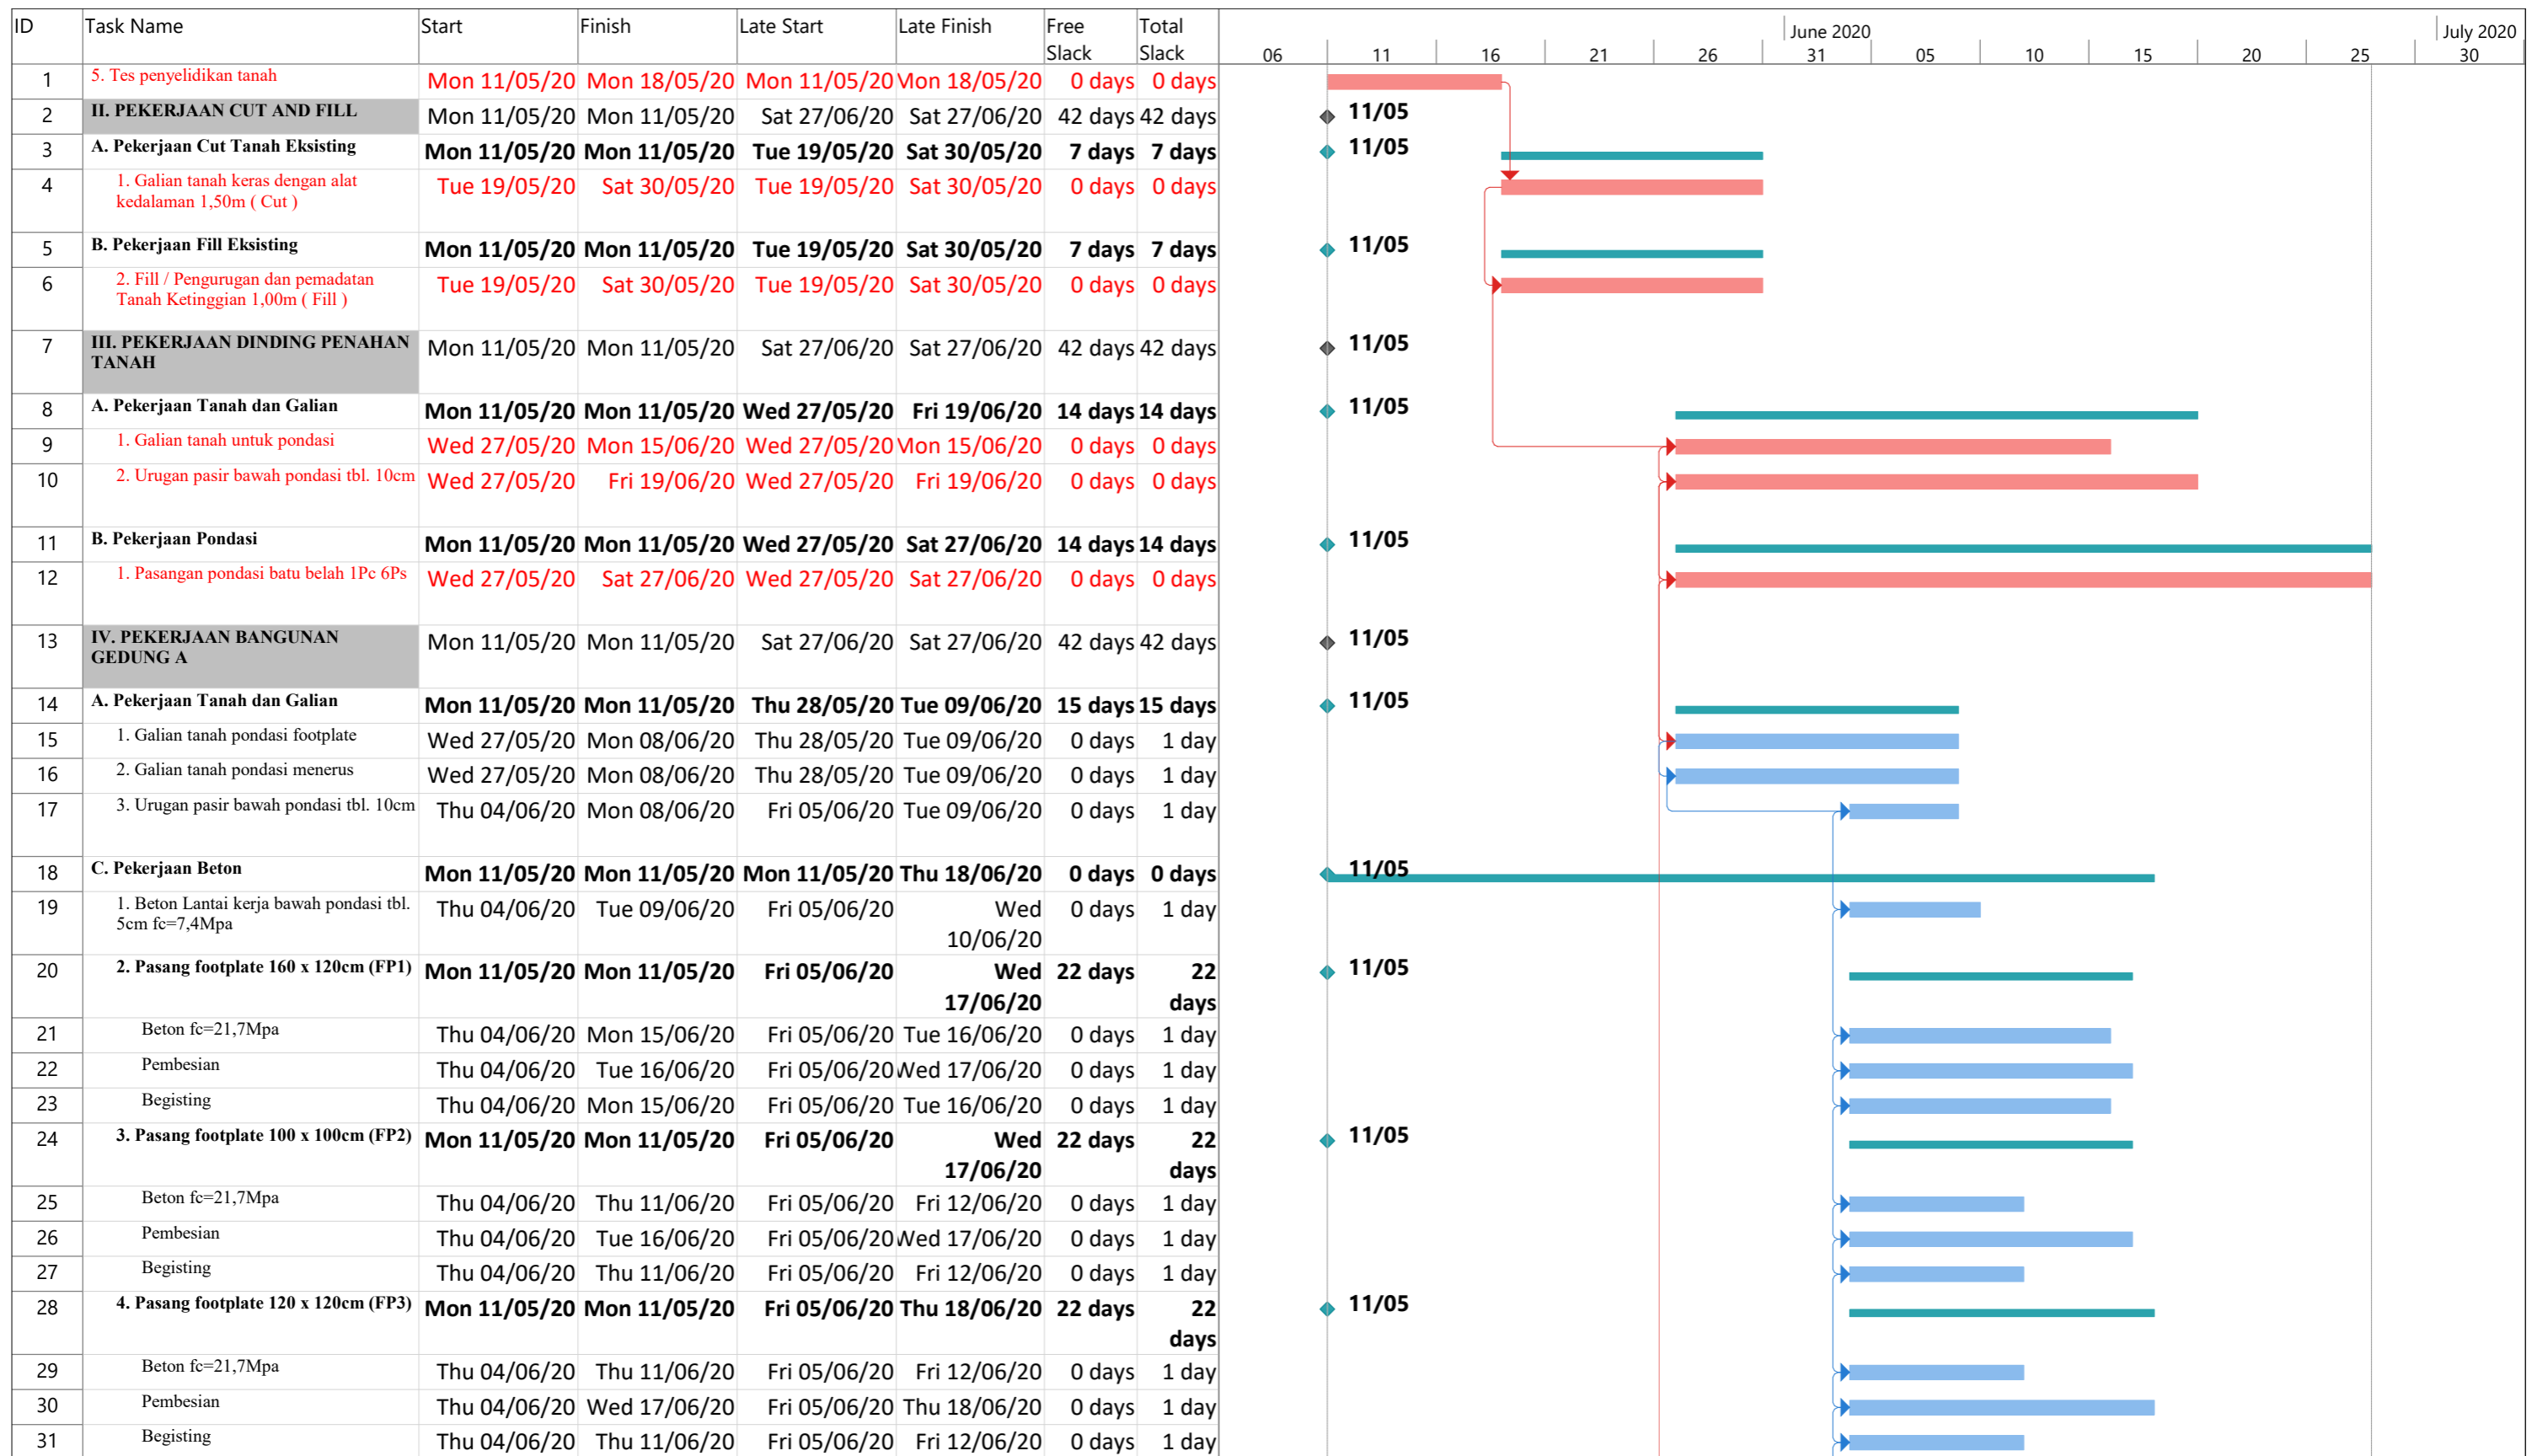 ID Task Name Start Finish Late Start Late Finish Free Slack Total Slack
June 2020 July 2020
06 11 16 21 26 31 05 10 15 20 25 30
1 5. Tes penyelidikan tanah Mon 11/05/20 Mon 18/05/20 Mon 11/05/20 Mon 18/05/20 0 days 0 days
2 II. PEKERJAAN CUT AND FILL Mon 11/05/20 Mon 11/05/20 Sat 27/06/20 Sat 27/06/20 42 days 42 days 11/05
3 A. Pekerjaan Cut Tanah Eksisting Mon 11/05/20 Mon 11/05/20 Tue 19/05/20 Sat 30/05/20 7 days 7 days 11/05
4 1. Galian tanah keras dengan alat Tue 19/05/20 Sat 30/05/20 Tue 19/05/20 Sat 30/05/20 0 days 0 days
kedalaman 1,50m ( Cut )
5 B. Pekerjaan Fill Eksisting Mon 11/05/20 Mon 11/05/20 Tue 19/05/20 Sat 30/05/20 7 days 7 days 11/05
6 2. Fill / Pengurugan dan pemadatan Tue 19/05/20 Sat 30/05/20 Tue 19/05/20 Sat 30/05/20 0 days 0 days
Tanah Ketinggian 1,00m ( Fill )
7 III. PEKERJAAN DINDING PENAHAN Mon 11/05/20 Mon 11/05/20 Sat 27/06/20 Sat 27/06/20 42 days 42 days 11/05
TANAH
8 A. Pekerjaan Tanah dan Galian Mon 11/05/20 Mon 11/05/20 Wed 27/05/20 Fri 19/06/20 14 days 14 days 11/05
9 1. Galian tanah untuk pondasi Wed 27/05/20 Mon 15/06/20 Wed 27/05/20 Mon 15/06/20 0 days 0 days
10 2. Urugan pasir bawah pondasi tbl. 10cm Wed 27/05/20 Fri 19/06/20 Wed 27/05/20 Fri 19/06/20 0 days 0 days
11 B. Pekerjaan Pondasi Mon 11/05/20 Mon 11/05/20 Wed 27/05/20 Sat 27/06/20 14 days 14 days 11/05
12 1. Pasangan pondasi batu belah 1Pc 6Ps Wed 27/05/20 Sat 27/06/20 Wed 27/05/20 Sat 27/06/20 0 days 0 days
13 IV. PEKERJAAN BANGUNAN Mon 11/05/20 Mon 11/05/20 Sat 27/06/20 Sat 27/06/20 42 days 42 days 11/05
GEDUNG A
14 A. Pekerjaan Tanah dan Galian Mon 11/05/20 Mon 11/05/20 Thu 28/05/20 Tue 09/06/20 15 days 15 days 11/05
15 1. Galian tanah pondasi footplate Wed 27/05/20 Mon 08/06/20 Thu 28/05/20 Tue 09/06/20 0 days 1 day
16 2. Galian tanah pondasi menerus Wed 27/05/20 Mon 08/06/20 Thu 28/05/20 Tue 09/06/20 0 days 1 day
17 3. Urugan pasir bawah pondasi tbl. 10cm Thu 04/06/20 Mon 08/06/20 Fri 05/06/20 Tue 09/06/20 0 days 1 day
18 C. Pekerjaan Beton Mon 11/05/20 Mon 11/05/20 Mon 11/05/20 Thu 18/06/20 0 days 0 days 11/05
19 1. Beton Lantai kerja bawah pondasi tbl. Thu 04/06/20 Tue 09/06/20 Fri 05/06/20 Wed 0 days 1 day
5cm fc=7,4Mpa 10/06/20
20 2. Pasang footplate 160 x 120cm (FP1) Mon 11/05/20 Mon 11/05/20 Fri 05/06/20 Wed 22 days 22 11/05
17/06/20 days
21 Beton fc=21,7Mpa Thu 04/06/20 Mon 15/06/20 Fri 05/06/20 Tue 16/06/20 0 days 1 day
22 Pembesian Thu 04/06/20 Tue 16/06/20 Fri 05/06/20 Wed 17/06/20 0 days 1 day
23 Begisting Thu 04/06/20 Mon 15/06/20 Fri 05/06/20 Tue 16/06/20 0 days 1 day
24 3. Pasang footplate 100 x 100cm (FP2) Mon 11/05/20 Mon 11/05/20 Fri 05/06/20 Wed 22 days 22 11/05
17/06/20 days
25 Beton fc=21,7Mpa Thu 04/06/20 Thu 11/06/20 Fri 05/06/20 Fri 12/06/20 0 days 1 day
26 Pembesian Thu 04/06/20 Tue 16/06/20 Fri 05/06/20 Wed 17/06/20 0 days 1 day
27 Begisting Thu 04/06/20 Thu 11/06/20 Fri 05/06/20 Fri 12/06/20 0 days 1 day
28 4. Pasang footplate 120 x 120cm (FP3) Mon 11/05/20 Mon 11/05/20 Fri 05/06/20 Thu 18/06/20 22 days 22 11/05
days
29 Beton fc=21,7Mpa Thu 04/06/20 Thu 11/06/20 Fri 05/06/20 Fri 12/06/20 0 days 1 day
30 Pembesian Thu 04/06/20 Wed 17/06/20 Fri 05/06/20 Thu 18/06/20 0 days 1 day
31 Begisting Thu 04/06/20 Thu 11/06/20 Fri 05/06/20 Fri 12/06/20 0 days 1 day